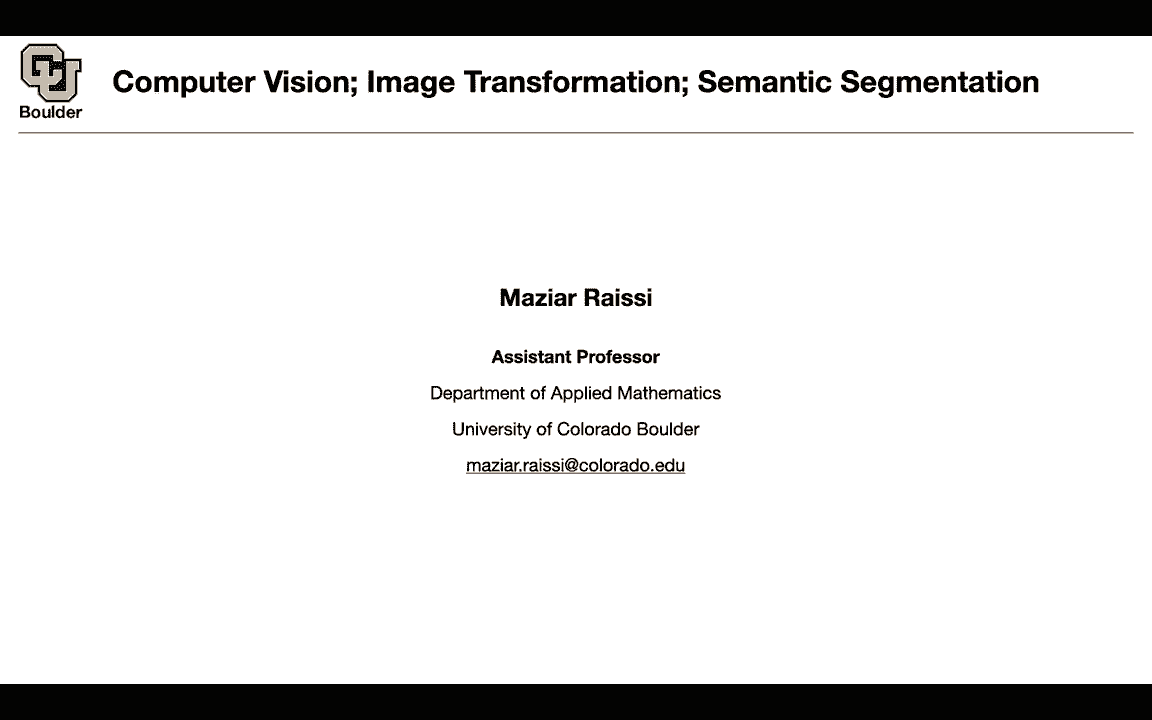 CU
Boulder
Computer Vision; Image Transformation; Semantic Segmentation
Maziar Raissi
Assistant Professor
Department of Applied Mathematics
University of Colorado Boulder
maziar.raissi@colorado.edu